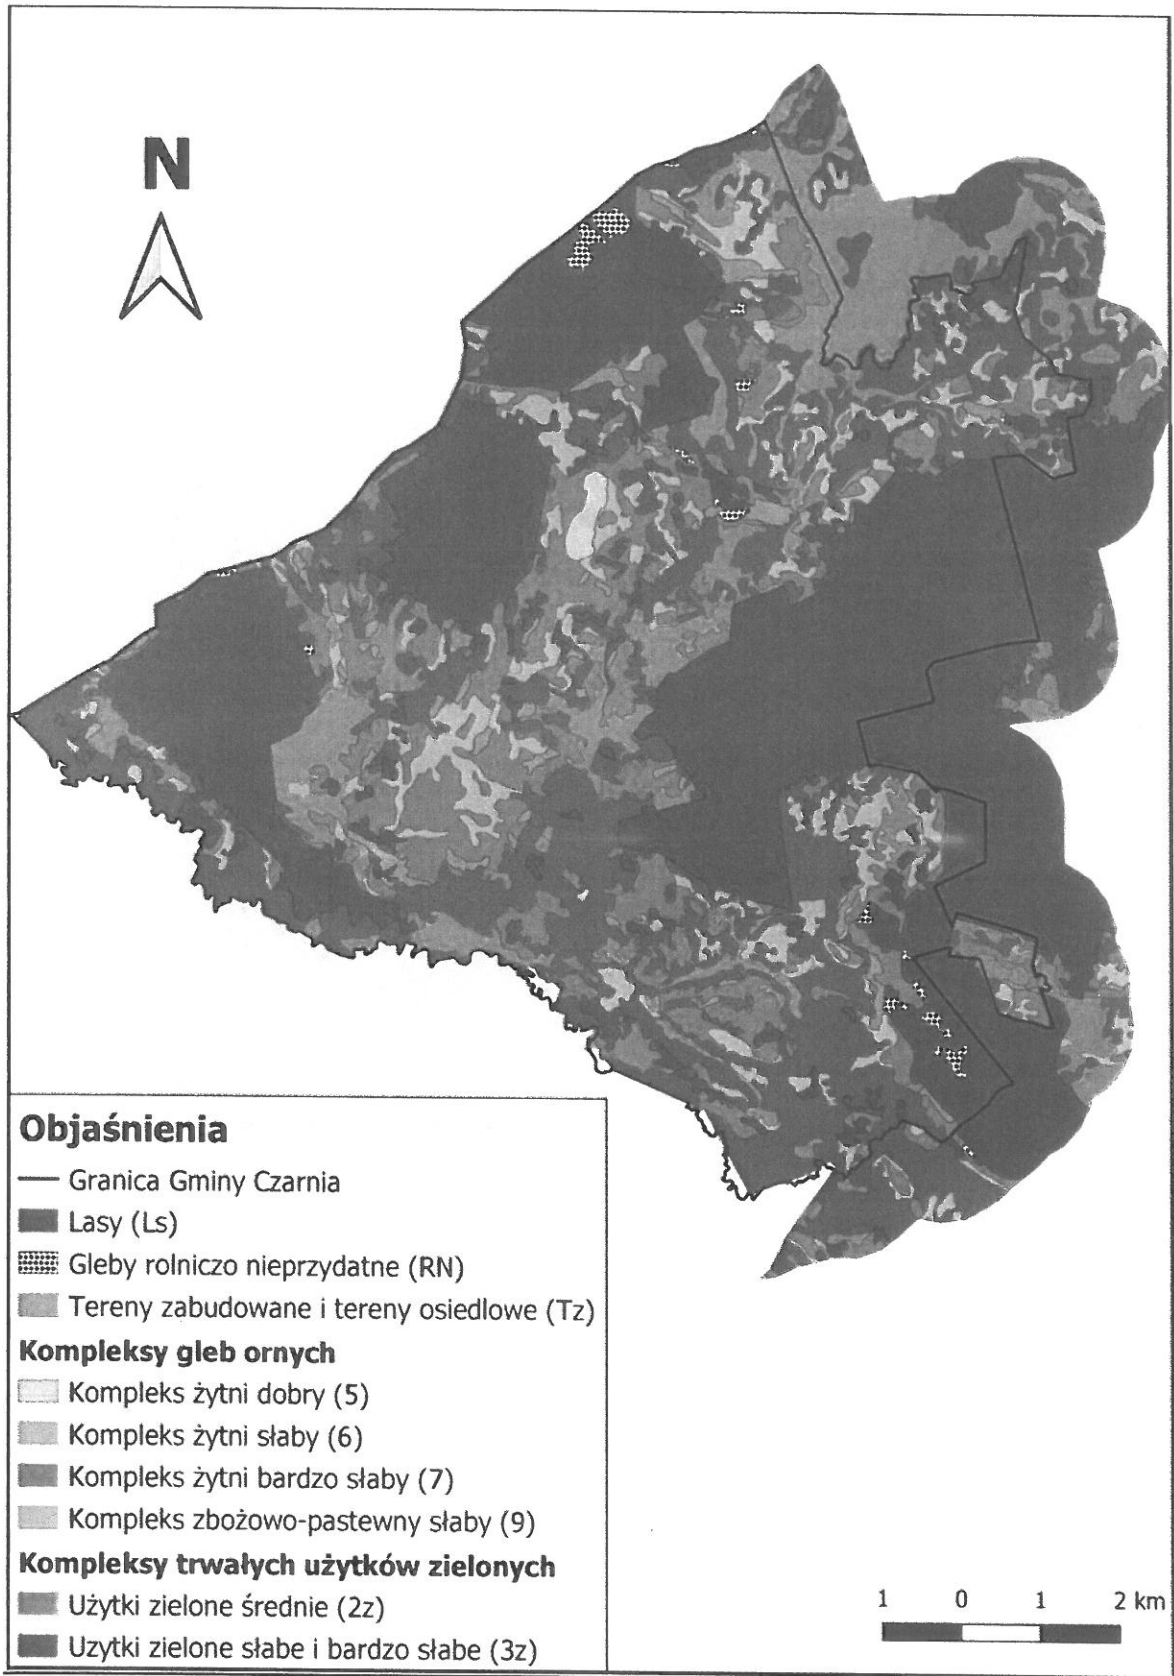 N
Objaśnienia
Granica Gminy Czarnia
Lasy (Ls)
Gleby rolniczo nieprzydatne (RN)
Tereny zabudowane i tereny osiedlowe (Tz)
Kompleksy gleb ornych
Kompleks żytni dobry (5)
Kompleks żytni słaby (6)
Kompleks żytni bardzo słaby (7)
Kompleks zbożowo-pastewny słaby (9)
Kompleksy trwałych użytków zielonych
Użytki zielone średnie (2z)
Uzytki zielone słabe i bardzo słabe (3z)
1 0 1 2 km